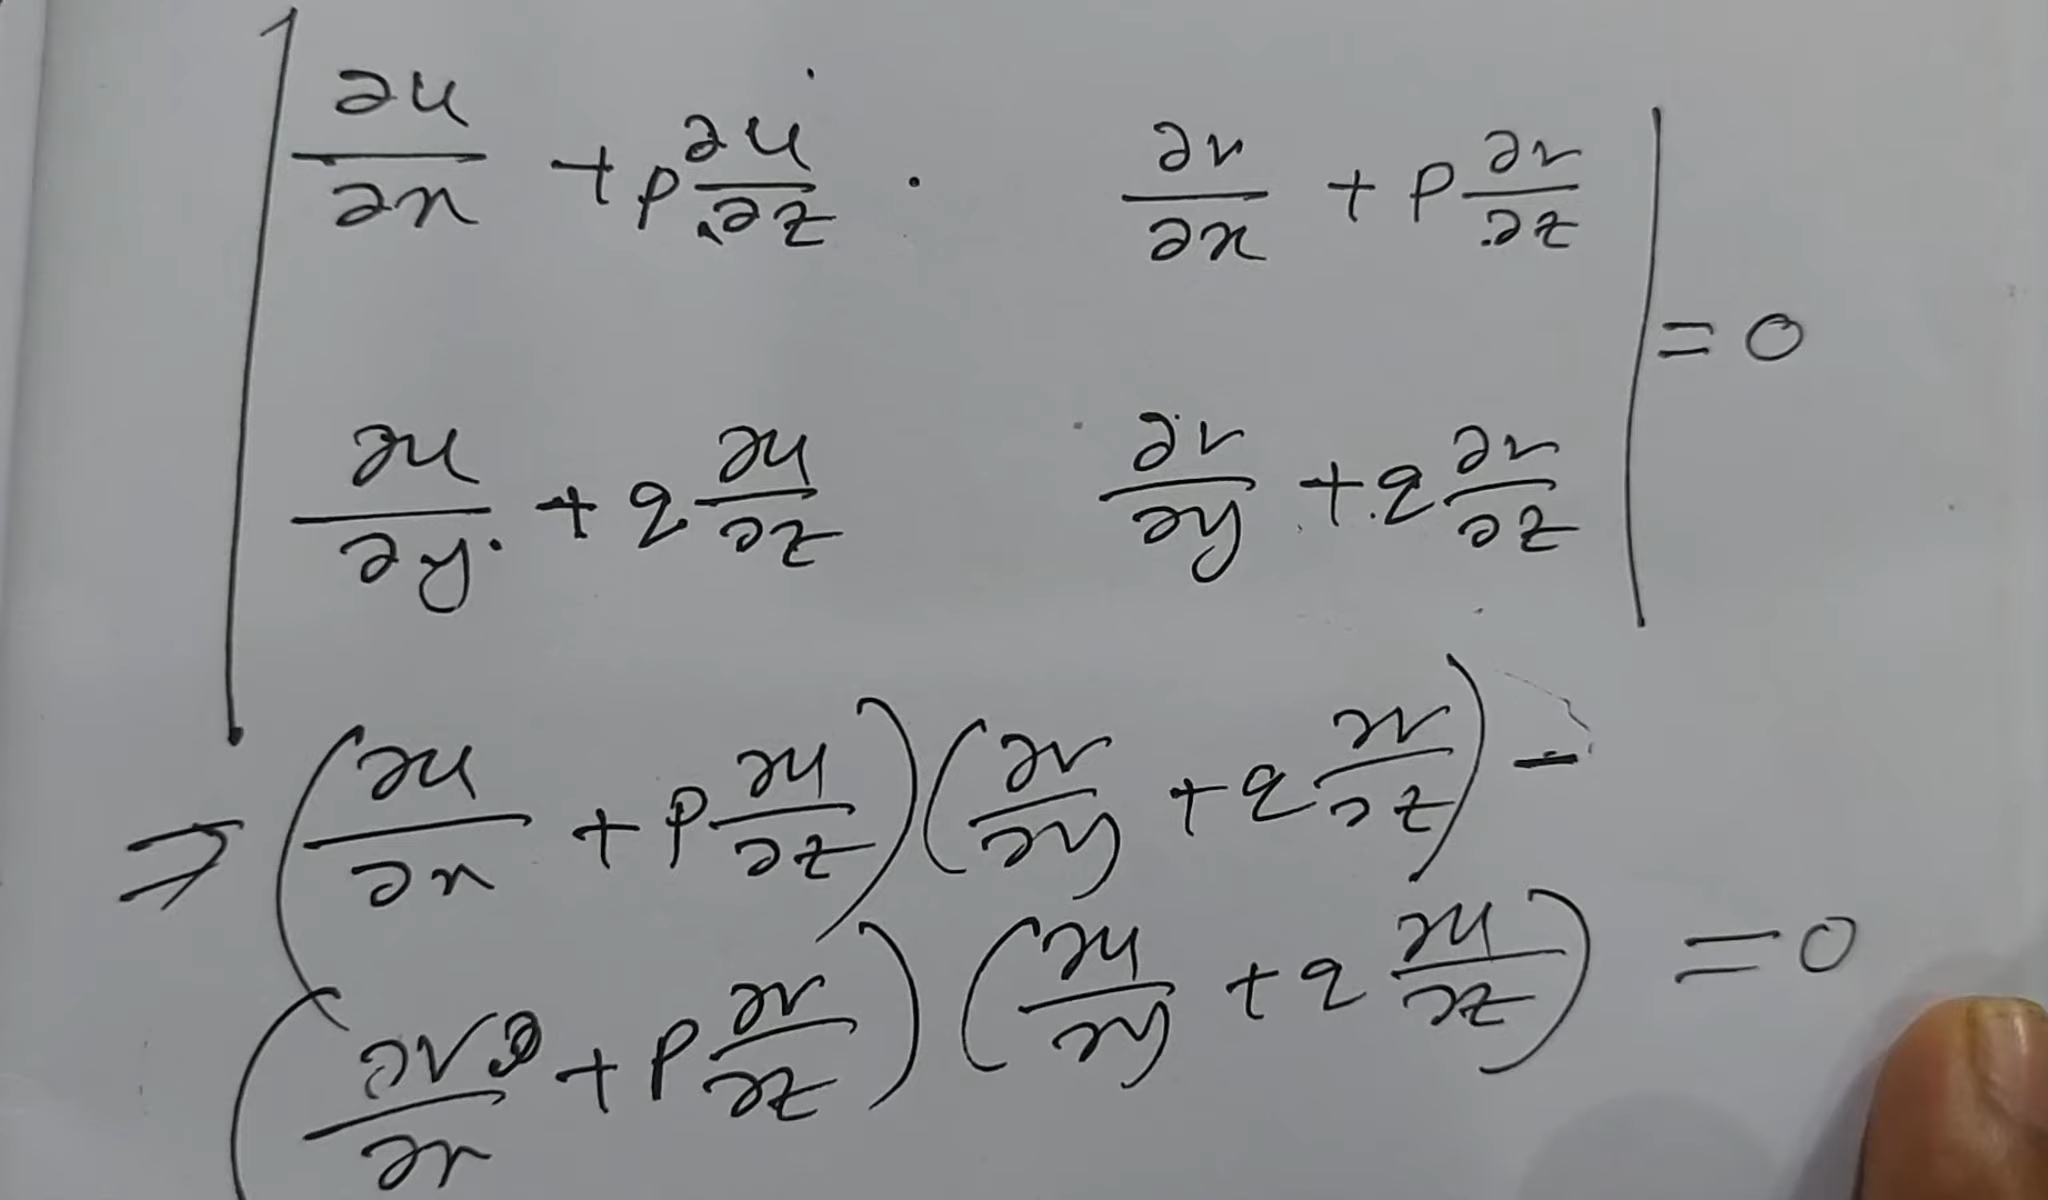 | ∂u/∂x + p ∂u/∂z   ∂v/∂x + p ∂v/∂z |
| ∂u/∂y + q ∂u/∂z   ∂v/∂y + q ∂v/∂z | = 0
⇒ (∂u/∂x + p ∂u/∂z)(∂v/∂y + q ∂v/∂z) −
(∂v/∂x + p ∂v/∂z)(∂u/∂y + q ∂u/∂z) = 0